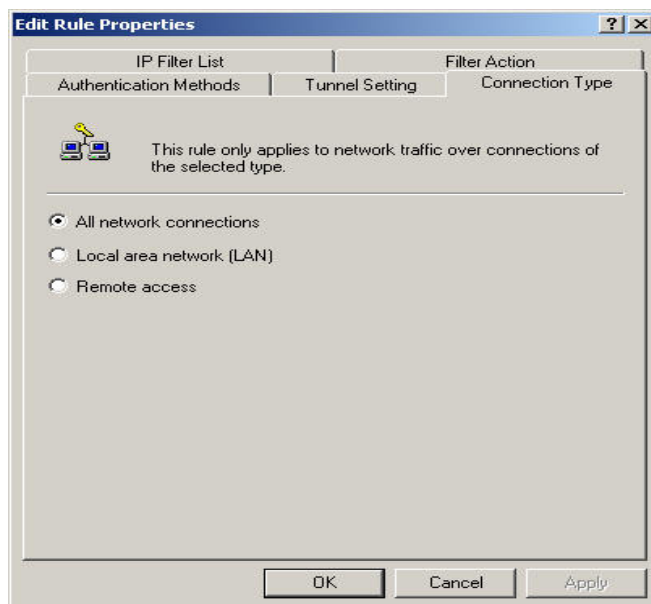 Edit Rule Properties
IP Filter List
Filter Action
Authentication Methods
Tunnel Setting
Connection Type
This rule only applies to network traffic over connections of
the selected type.
All network connections
Local area network (LAN)
Remote access
OK
Cancel
Apply